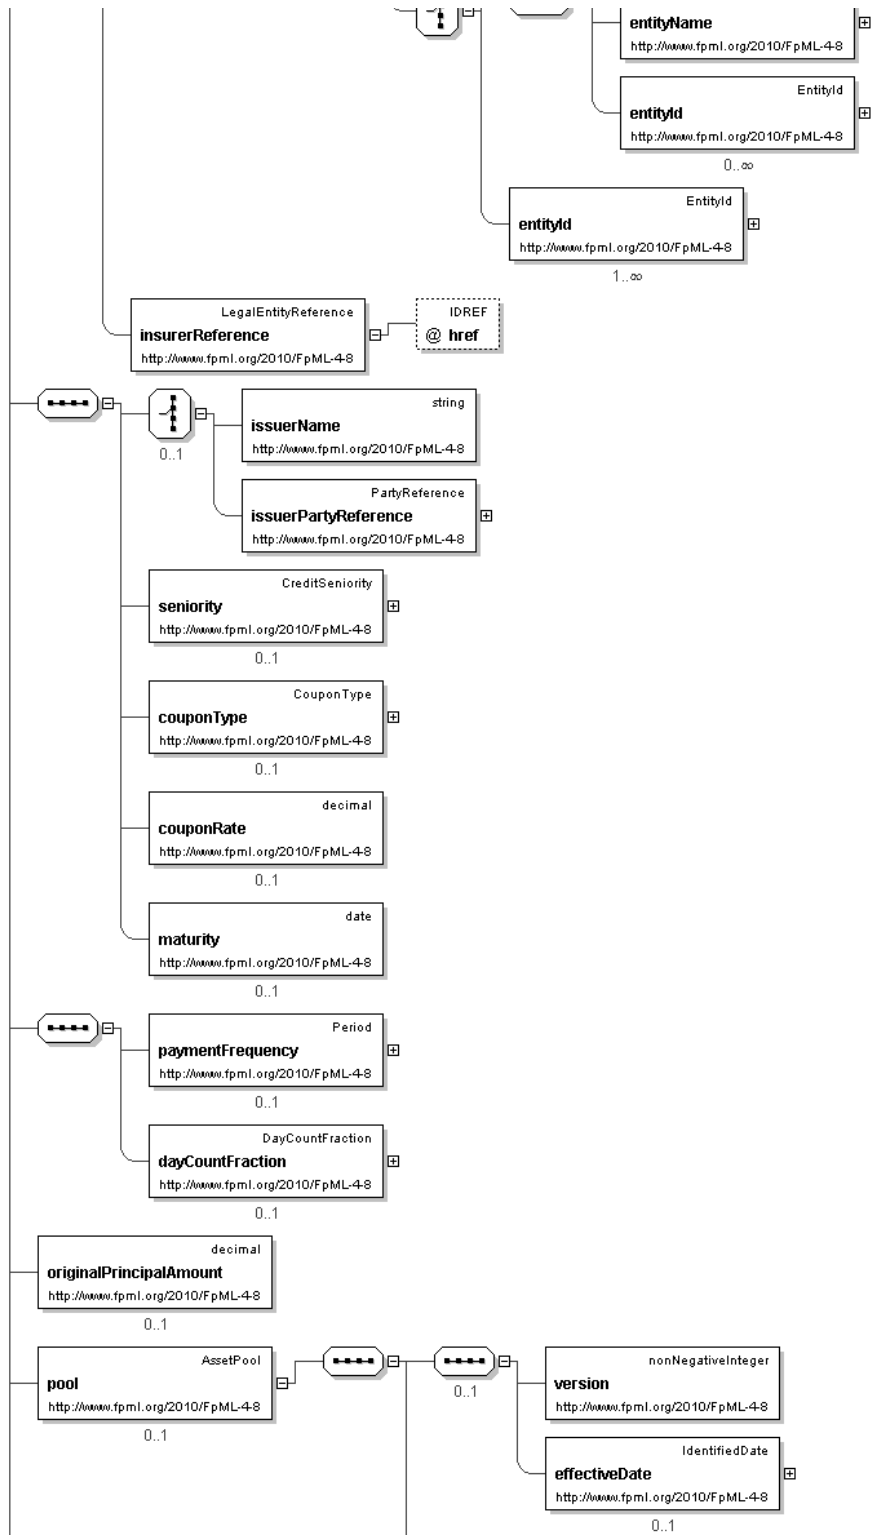 entityName
http://www.fpml.org/2010/FpML-4-8
EntityId
entityId
http://www.fpml.org/2010/FpML-4-8
0..∞
EntityId
entityId
http://www.fpml.org/2010/FpML-4-8
1..∞
LegalEntityReference
insurerReference
http://www.fpml.org/2010/FpML-4-8
IDREF
@ href
string
issuerName
http://www.fpml.org/2010/FpML-4-8
0..1
PartyReference
issuerPartyReference
http://www.fpml.org/2010/FpML-4-8
CreditSeniority
seniority
http://www.fpml.org/2010/FpML-4-8
0..1
CouponType
couponType
http://www.fpml.org/2010/FpML-4-8
0..1
decimal
couponRate
http://www.fpml.org/2010/FpML-4-8
0..1
date
maturity
http://www.fpml.org/2010/FpML-4-8
0..1
Period
paymentFrequency
http://www.fpml.org/2010/FpML-4-8
0..1
DayCountFraction
dayCountFraction
http://www.fpml.org/2010/FpML-4-8
0..1
decimal
originalPrincipalAmount
http://www.fpml.org/2010/FpML-4-8
0..1
AssetPool
pool
http://www.fpml.org/2010/FpML-4-8
0..1
0..1
nonNegativeInteger
version
http://www.fpml.org/2010/FpML-4-8
IdentifiedDate
effectiveDate
http://www.fpml.org/2010/FpML-4-8
0..1